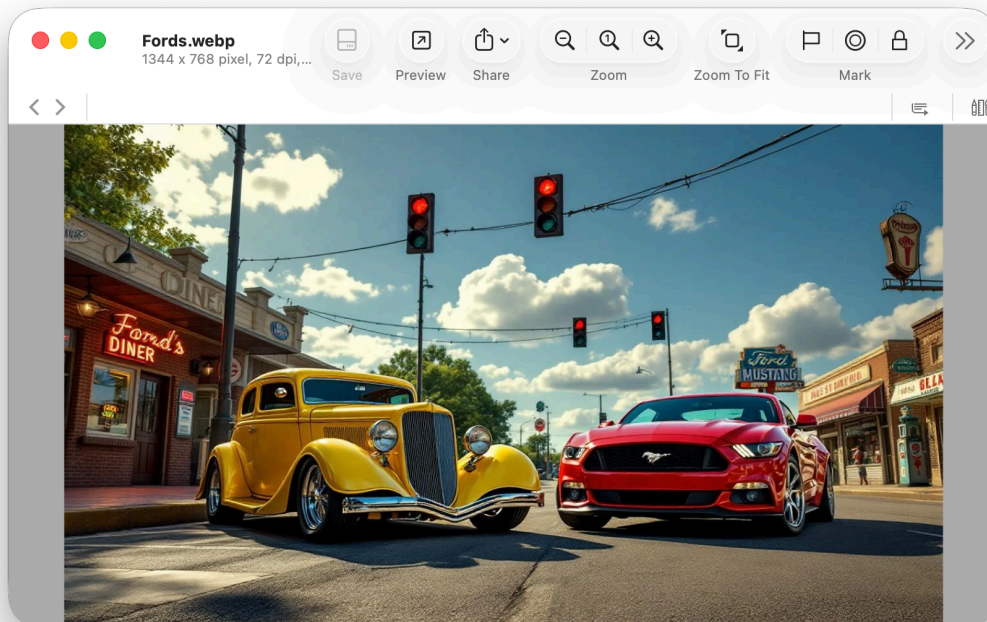 Fords.webp
1344 x 768 pixel, 72 dpi,...
Save
Preview
Share
Zoom
Zoom To Fit
Mark
DINER
Ford's
DINER
Ford
MUSTANG